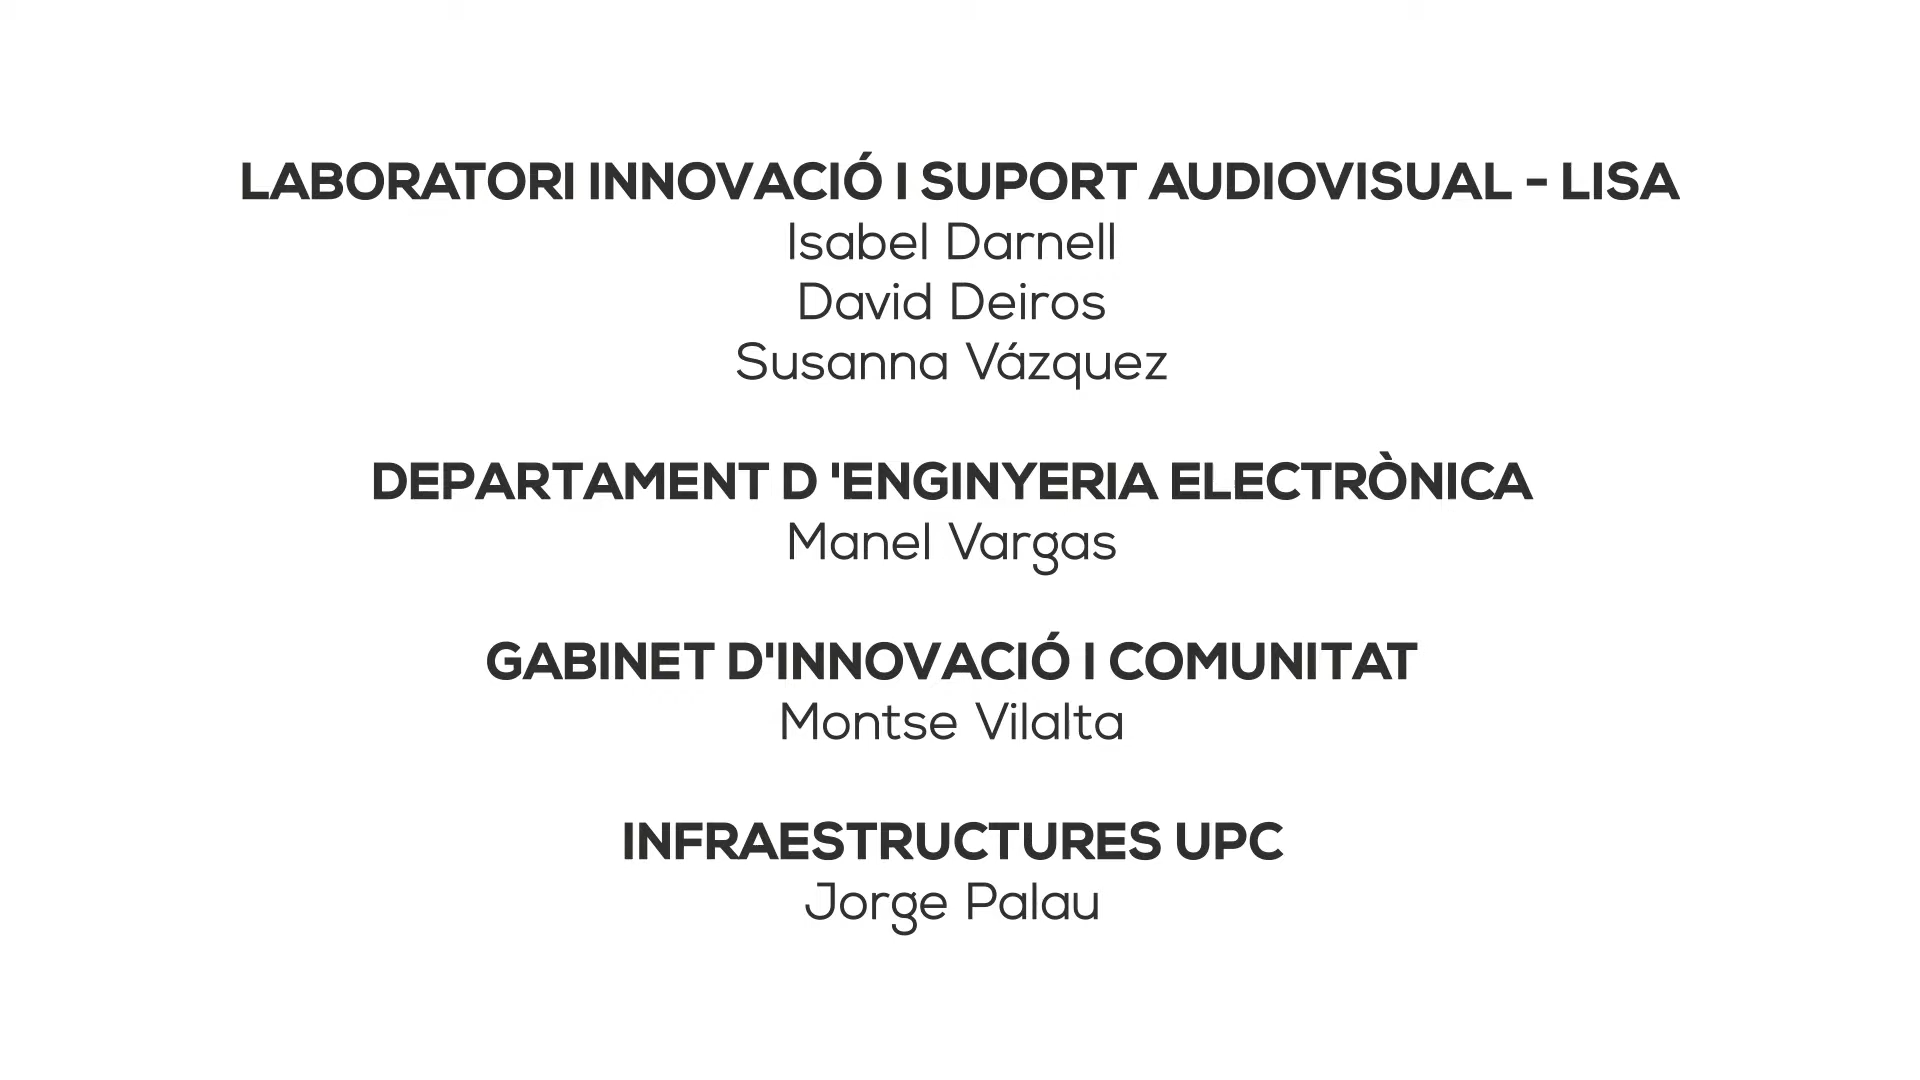 LABORATORI INNOVACIÓ I SUPORT AUDIOVISUAL - LISA
Isabel Darnell
David Deiros
Susanna Vázquez
DEPARTAMENT D 'ENGINYERIA ELECTRÒNICA
Manel Vargas
GABINET D'INNOVACIÓ I COMUNITAT
Montse Vilalta
INFRAESTRUCTURES UPC
Jorge Palau